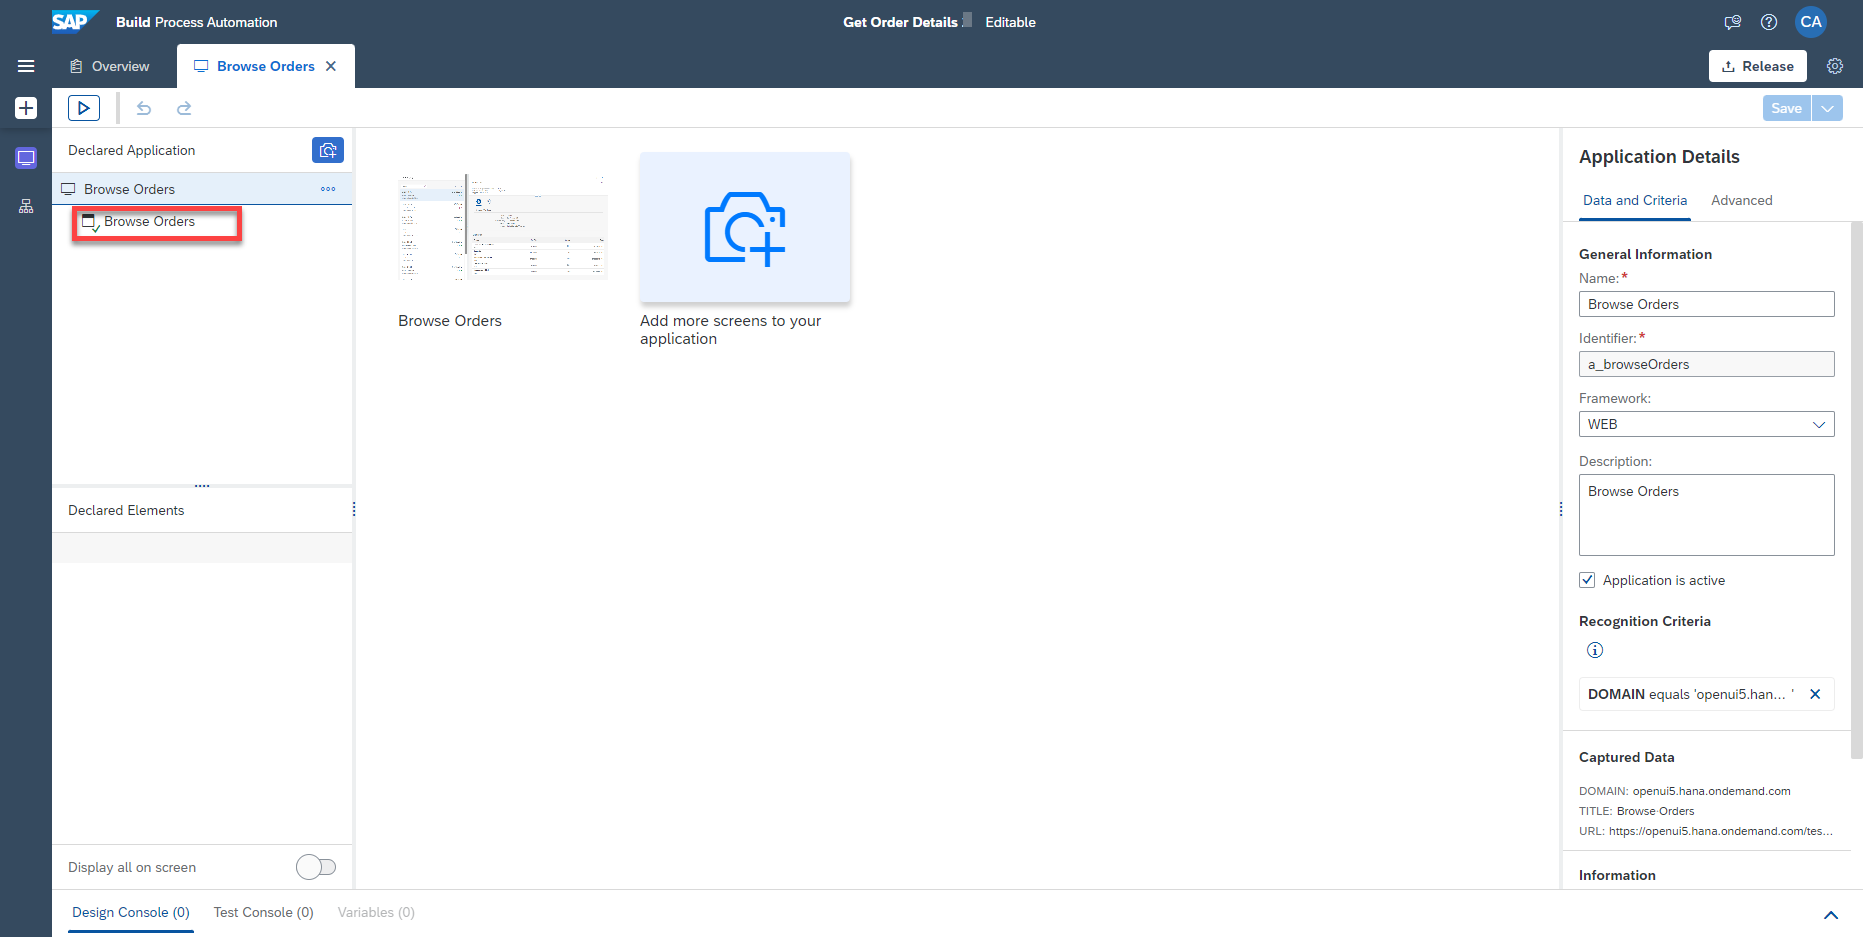 SAP
Build Process Automation
Get Order Details
Editable
CA
Overview
Browse Orders
Release
Save
Declared Application
Browse Orders
Browse Orders
Declared Elements
Display all on screen
Browse Orders
Add more screens to your
application
Application Details
Data and Criteria
Advanced
General Information
Name:*
Browse Orders
Identifier:*
a_browseOrders
Framework:
WEB
Description:
Browse Orders
Application is active
Recognition Criteria
DOMAIN equals 'openui5.han... '
Captured Data
DOMAIN: openui5.hana.ondemand.com
TITLE: Browse·Orders
URL: https://openui5.hana.ondemand.com/tes...
Information
Design Console (0)
Test Console (0)
Variables (0)